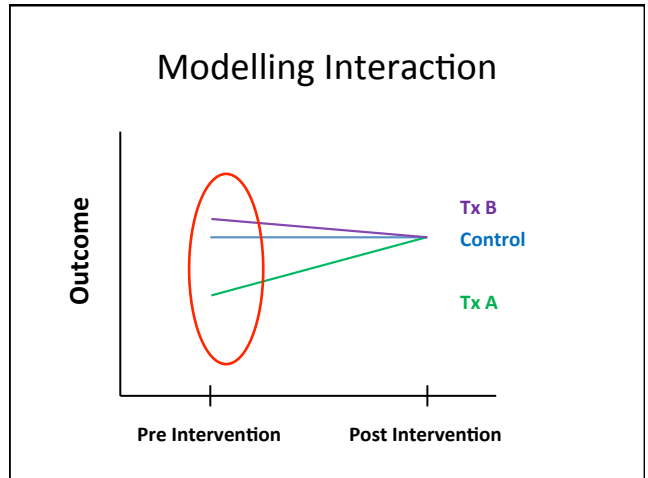 Modelling Interaction
Outcome
Tx B
Control
Tx A
Pre Intervention
Post Intervention